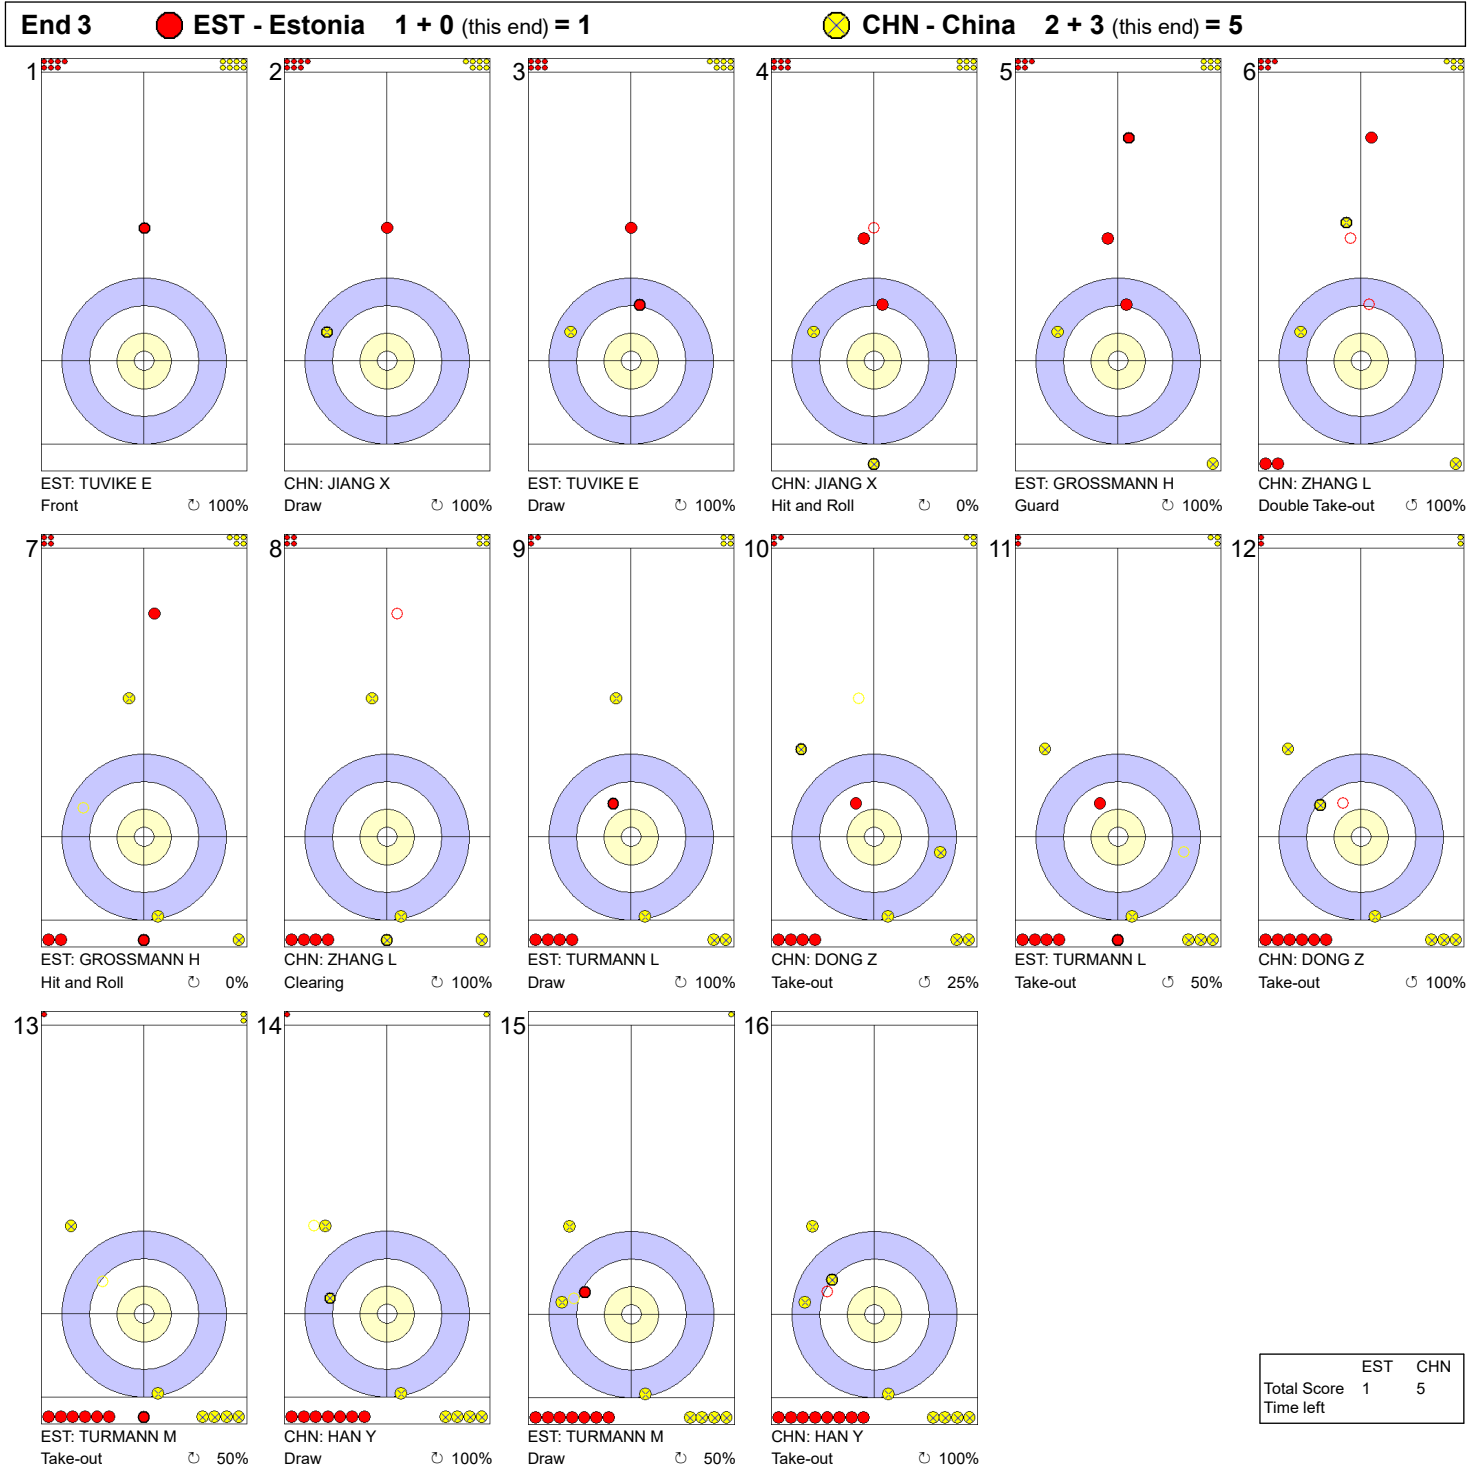 End 3 EST - Estonia 1 + 0 (this end) = 1 CHN - China 2 + 3 (this end) = 5
1 2 3 4 5 6
EST: TUVIKE E CHN: JIANG X EST: TUVIKE E CHN: JIANG X EST: GROSSMANN H CHN: ZHANG L
Front ↻ 100% Draw ↻ 100% Draw ↻ 100% Hit and Roll ↻ 0% Guard ↻ 100% Double Take-out ↺ 100%
7 8 9 10 11 12
EST: GROSSMANN H CHN: ZHANG L EST: TURMANN L CHN: DONG Z EST: TURMANN L CHN: DONG Z
Hit and Roll ↻ 0% Clearing ↻ 100% Draw ↻ 100% Take-out ↺ 25% Take-out ↺ 50% Take-out ↻ 100%
13 14 15 16
EST CHN
Total Score 1 5
Time left
EST: TURMANN M CHN: HAN Y EST: TURMANN M CHN: HAN Y
Take-out ↻ 50% Draw ↻ 100% Draw ↻ 50% Take-out ↻ 100%